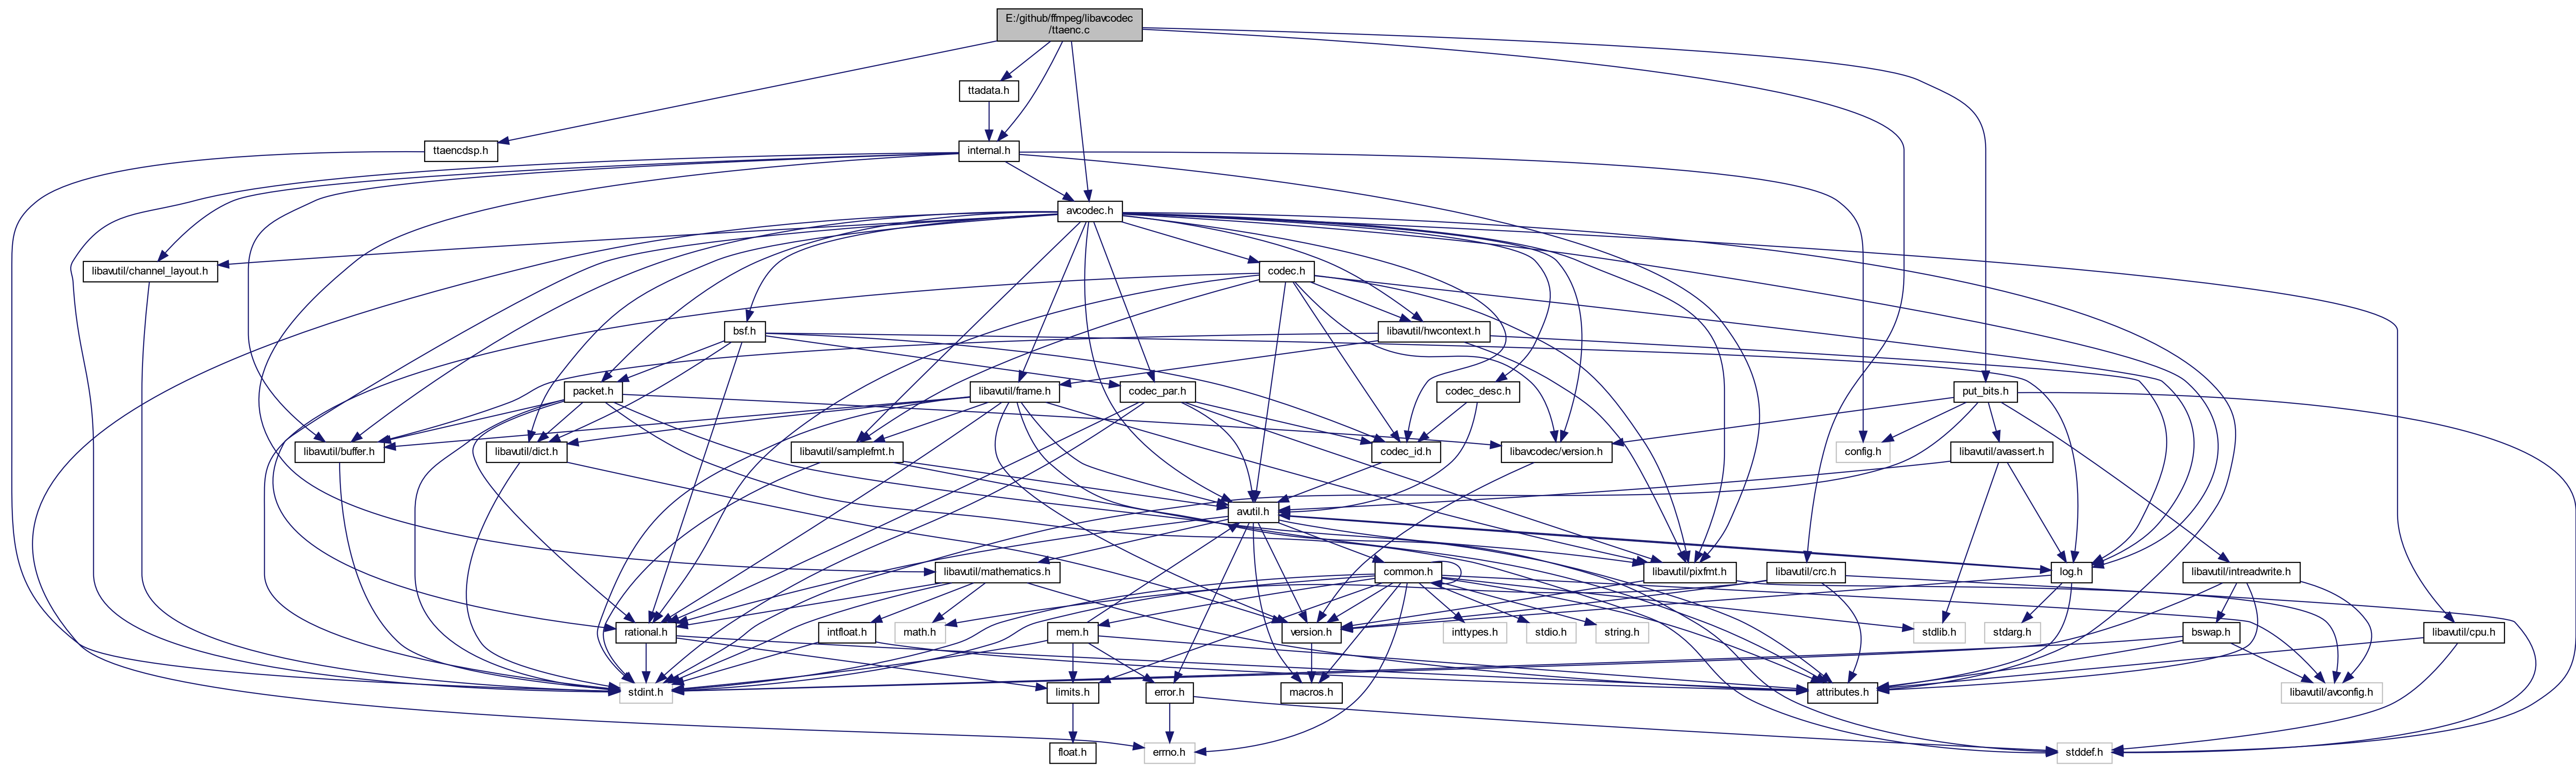 E:/github/ffmpeg/libavcodec
/ttaenc.c
ttadata.h
ttaencdsp.h
internal.h
avcodec.h
libavutil/channel_layout.h
codec.h
bsf.h
libavutil/hwcontext.h
packet.h
libavutil/frame.h
codec_par.h
codec_desc.h
put_bits.h
libavutil/buffer.h
libavutil/dict.h
libavutil/samplefmt.h
codec_id.h
libavcodec/version.h
config.h
libavutil/avassert.h
avutil.h
libavutil/mathematics.h
common.h
libavutil/pixfmt.h
libavutil/crc.h
log.h
libavutil/intreadwrite.h
rational.h
intfloat.h
math.h
mem.h
version.h
inttypes.h
stdio.h
string.h
stdlib.h
stdarg.h
bswap.h
libavutil/cpu.h
stdint.h
limits.h
error.h
macros.h
attributes.h
libavutil/avconfig.h
float.h
errno.h
stddef.h